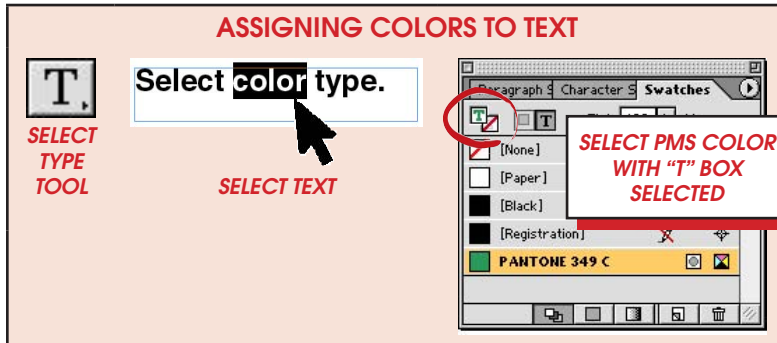 ASSIGNING COLORS TO TEXT
T
SELECT
TYPE
TOOL
Select color type.
SELECT TEXT
Character S
Swatches
T
T
[None]
[Paper]
[Black]
[Registration]
PANTONE 349 C
SELECT PMS COLOR
WITH “T” BOX
SELECTED